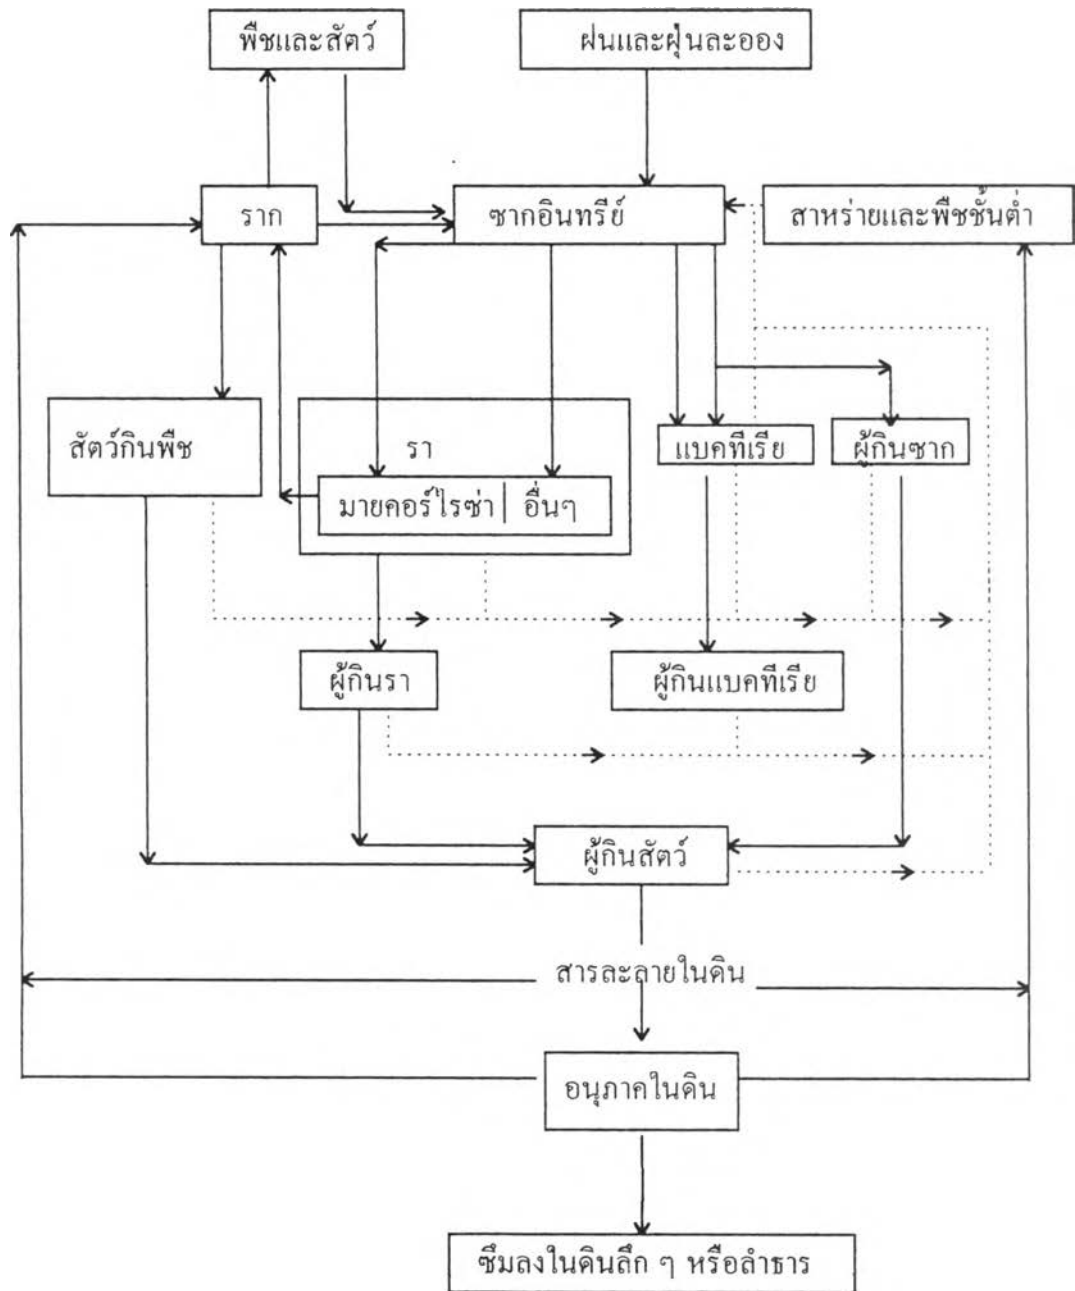 พืชและสัตว์
ฝนและฝุ่นละออง
ราก
ซากอินทรีย์
สาหร่ายและพืชชั้นต่ำ
สัตว์กินพืช
รา
แบคทีเรีย
ผู้กินซาก
มายคอร์ไรซ่า | อื่นๆ
ผู้กินรา
ผู้กินแบคทีเรีย
ผู้กินสัตว์
สารละลายในดิน
อนุภาคในดิน
ซึมลงในดินลึก ๆ หรือลำธาร